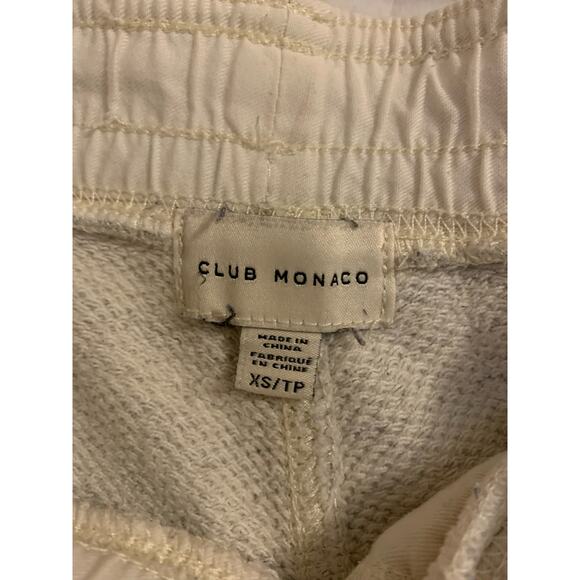 CLUB MONACO
MADE IN
CHINA
FABRIQUÉ
EN CHINE
XS/TP